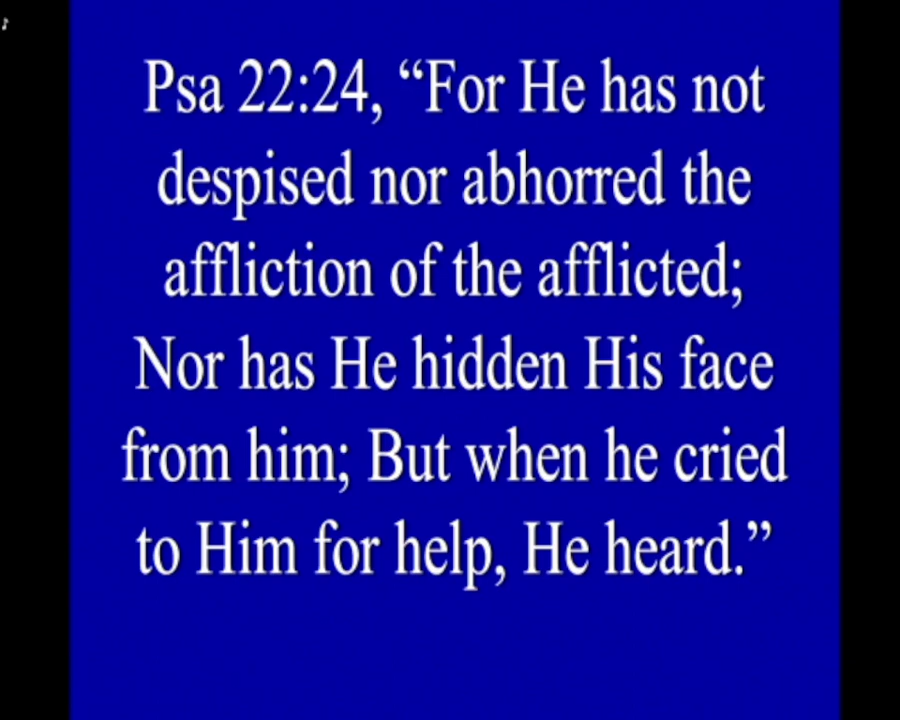 Psa 22:24, “For He has not
despised nor abhorred the
affliction of the afflicted;
Nor has He hidden His face
from him; But when he cried
to Him for help, He heard.”